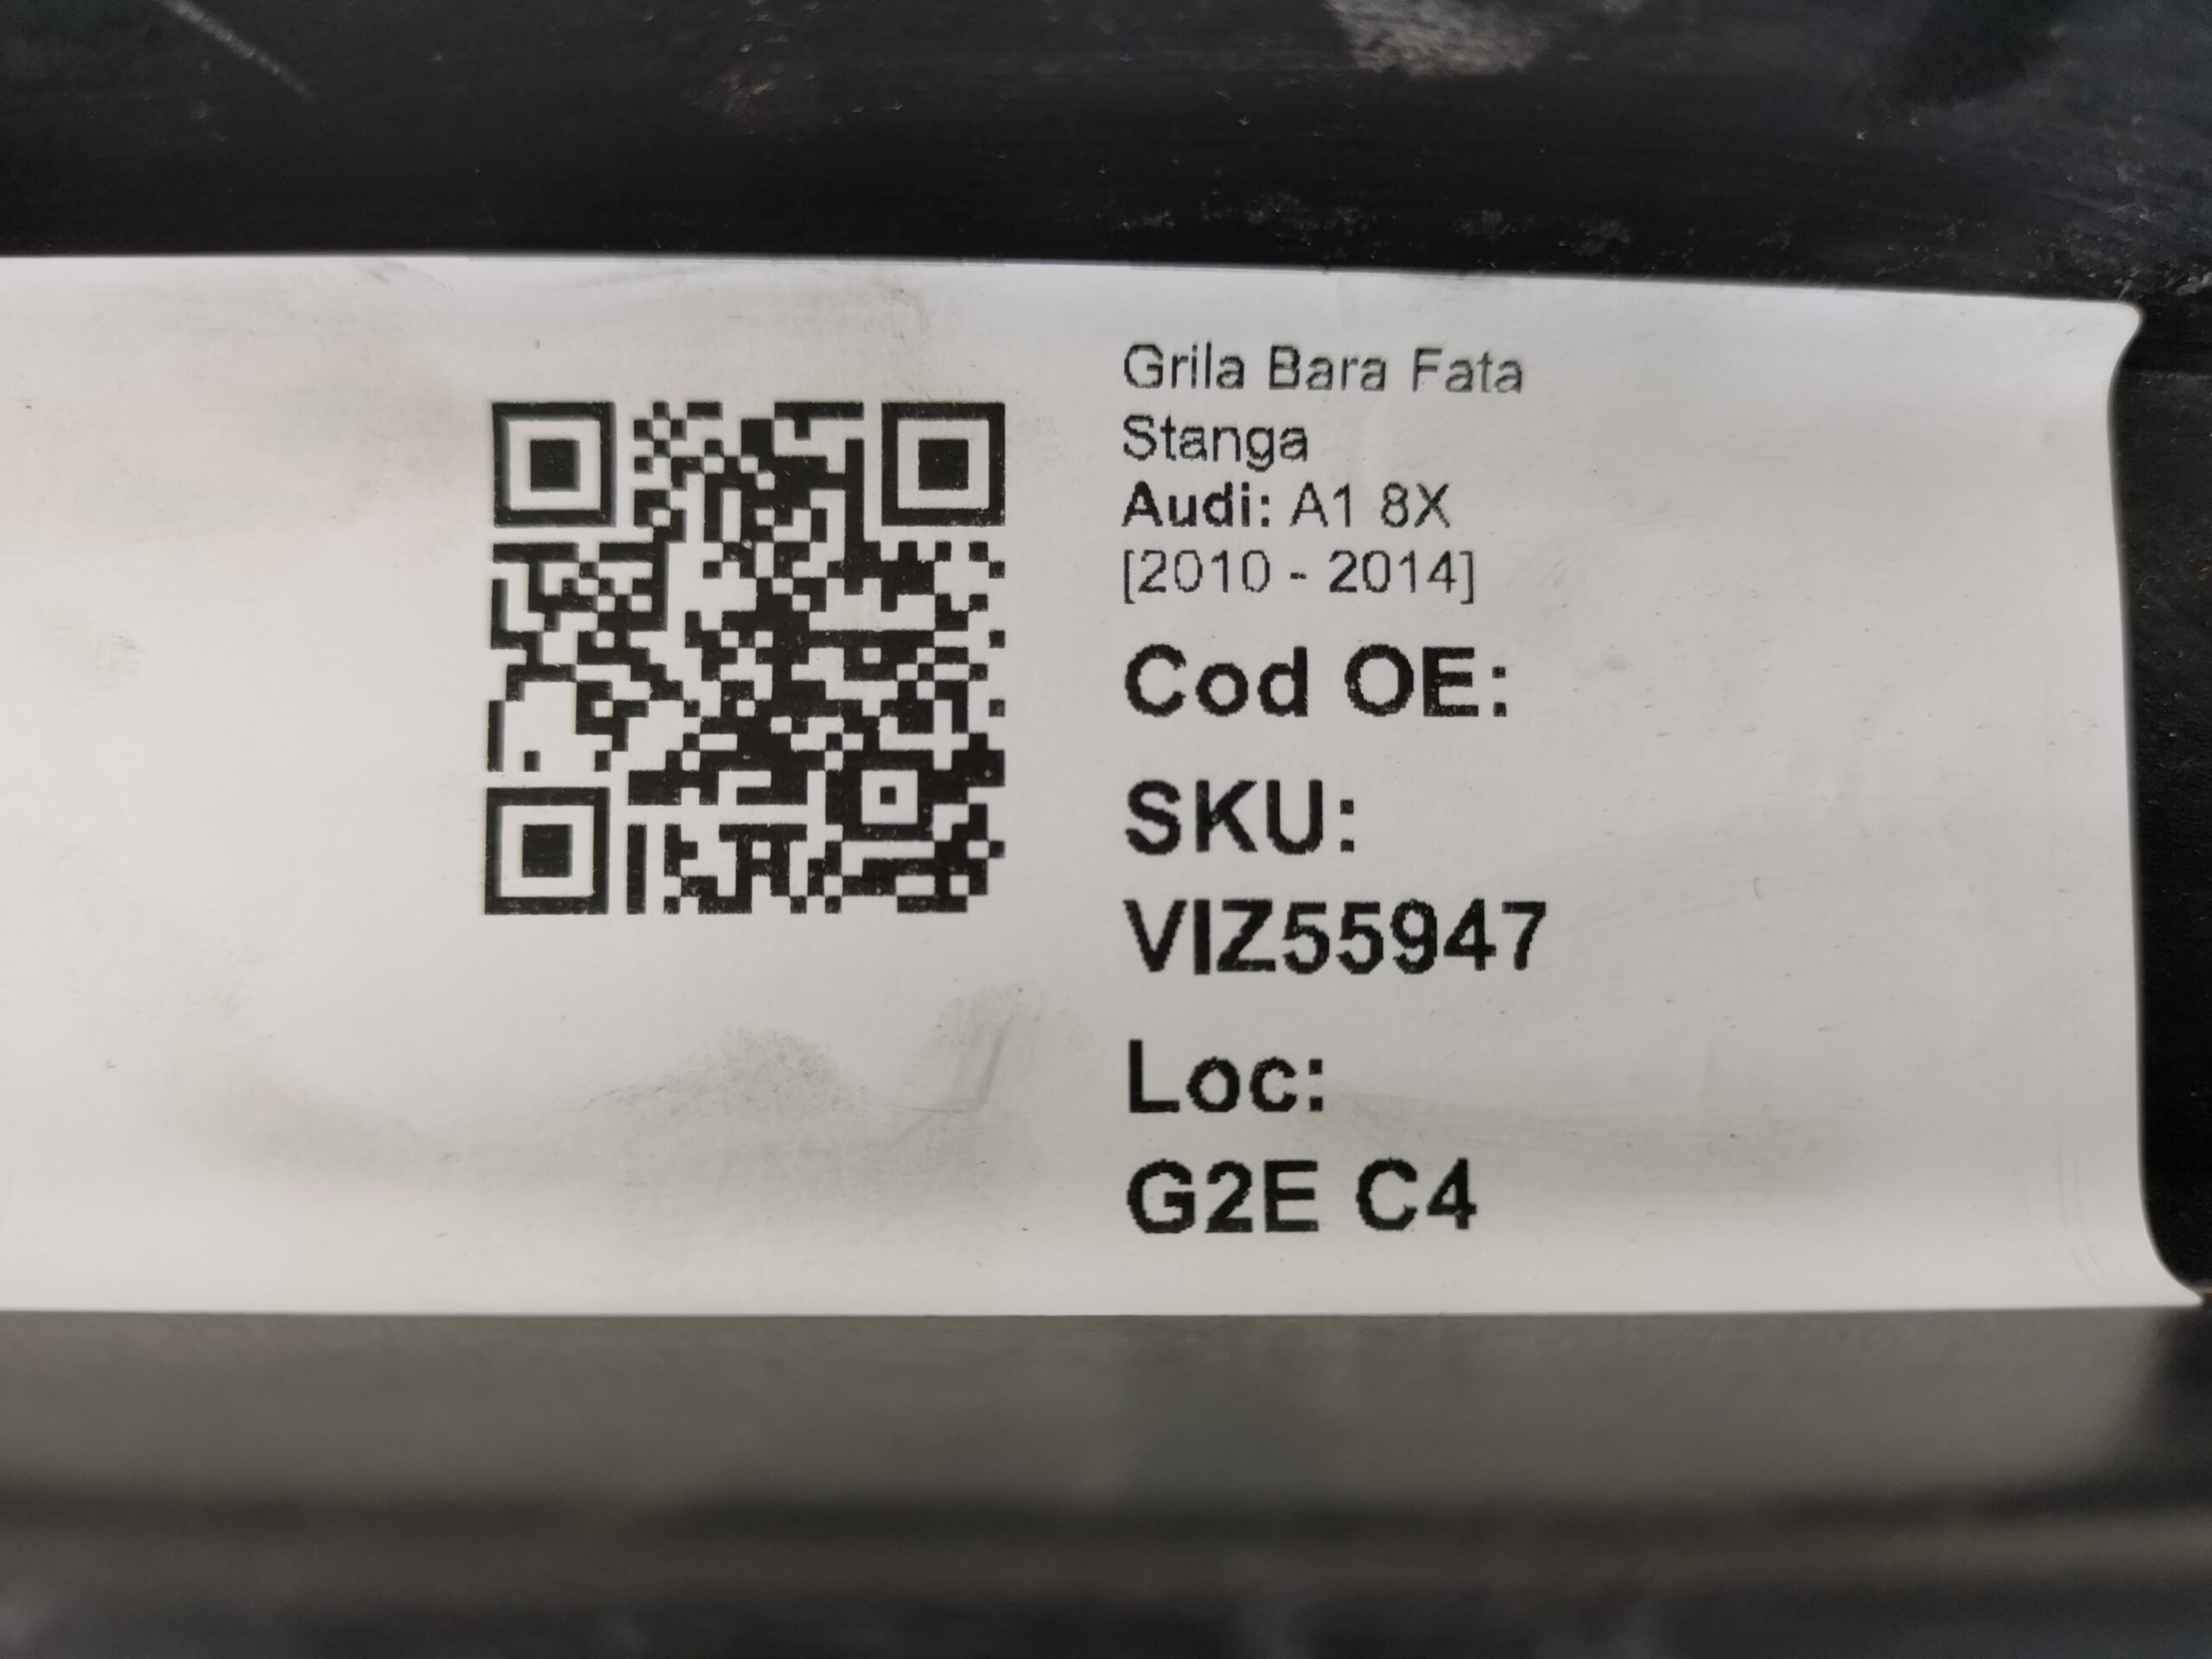 Grila Bara Fata
Stanga
Audi: A1 8X
[2010 - 2014]
Cod OE:
SKU:
VIZ55947
Loc:
G2E C4